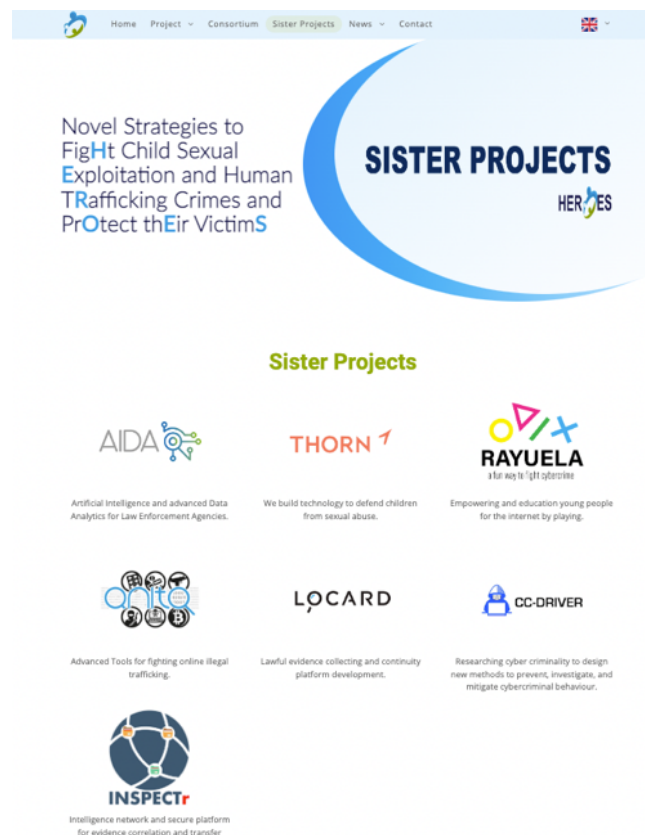 Home Project Consortium Sister Projects News Contact
Novel Strategies to
FigHt Child Sexual
Exploitation and Human
TRafficking Crimes and
PrOtect thEir VictimS
SISTER PROJECTS
HEROES
Sister Projects
AIDA
Artificial Intelligence and advanced Data
Analytics for Law Enforcement Agencies.
THORN
We build technology to defend children
from sexual abuse.
RAYUELA
a fun way to fight cybercrime
Empowering and education young people
for the internet by playing.
anita
Advanced Tools for fighting online illegal
trafficking.
LOCARD
Lawful evidence collecting and continuity
platform development.
CC-DRIVER
Researching cyber criminality to design
new methods to prevent, investigate, and
mitigate cybercriminal behaviour.
INSPECTr
Intelligence network and secure platform
for evidence correlation and transfer